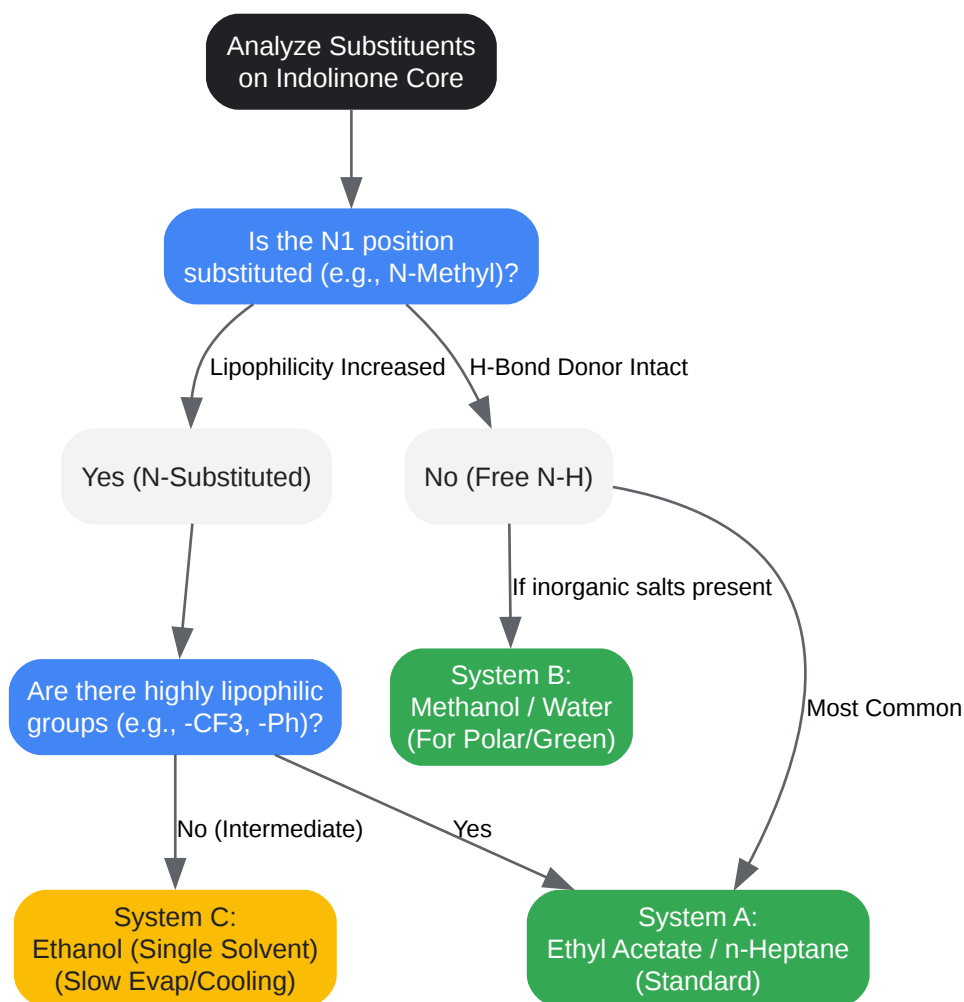 Analyze Substituents
on Indolinone Core
Is the N1 position
substituted (e.g., N-Methyl)?
Lipophilicity Increased
H-Bond Donor Intact
Yes (N-Substituted)
No (Free N-H)
If inorganic salts present
Are there highly lipophilic
groups (e.g., -CF3, -Ph)?
System B:
Methanol / Water
(For Polar/Green)
Most Common
No (Intermediate)
Yes
System C:
Ethanol (Single Solvent)
(Slow Evap/Cooling)
System A:
Ethyl Acetate / n-Heptane
(Standard)